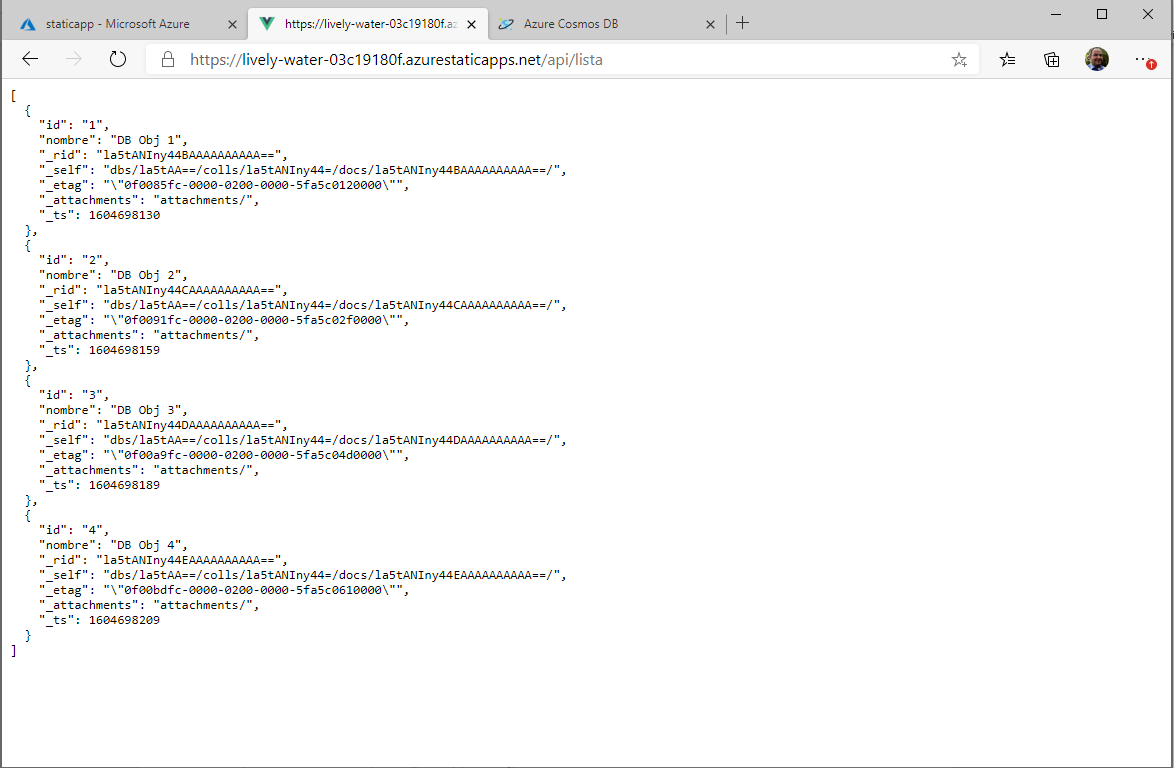 staticapp - Microsoft Azure
https://lively-water-03c19180f.az
Azure Cosmos DB
https://lively-water-03c19180f.azurestaticapps.net/api/lista
[
  {
    "id": "1",
    "nombre": "DB Obj 1",
    "_rid": "la5tANIny44BAAAAAAAAAA==",
    "_self": "dbs/la5tAA==/colls/la5tANIny44=/docs/la5tANIny44BAAAAAAAAAA==/",
    "_etag": "\"0f0085fc-0000-0200-0000-5fa5c0120000\"",
    "_attachments": "attachments/",
    "_ts": 1604698130
  },
  {
    "id": "2",
    "nombre": "DB Obj 2",
    "_rid": "la5tANIny44CAAAAAAAAAA==",
    "_self": "dbs/la5tAA==/colls/la5tANIny44=/docs/la5tANIny44CAAAAAAAAAA==/",
    "_etag": "\"0f0091fc-0000-0200-0000-5fa5c02f0000\"",
    "_attachments": "attachments/",
    "_ts": 1604698159
  },
  {
    "id": "3",
    "nombre": "DB Obj 3",
    "_rid": "la5tANIny44DAAAAAAAAAA==",
    "_self": "dbs/la5tAA==/colls/la5tANIny44=/docs/la5tANIny44DAAAAAAAAAA==/",
    "_etag": "\"0f00a9fc-0000-0200-0000-5fa5c04d0000\"",
    "_attachments": "attachments/",
    "_ts": 1604698189
  },
  {
    "id": "4",
    "nombre": "DB Obj 4",
    "_rid": "la5tANIny44EAAAAAAAAAA==",
    "_self": "dbs/la5tAA==/colls/la5tANIny44=/docs/la5tANIny44EAAAAAAAAAA==/",
    "_etag": "\"0f00bdfc-0000-0200-0000-5fa5c0610000\"",
    "_attachments": "attachments/",
    "_ts": 1604698209
  }
]